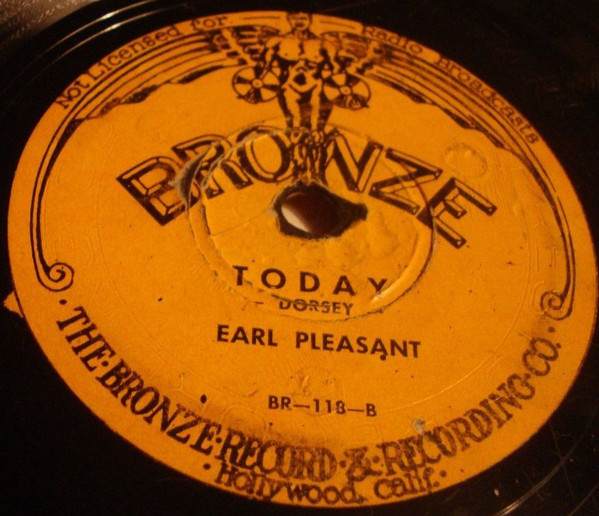 Not Licensed for Radio Broadcasts
BRONZE
TODAY
- DORSEY
EARL PLEASANT
BR—118—B
·THE·BRONZE·RECORD·&·RECORDING·CO.·
·Hollywood, Calif.·